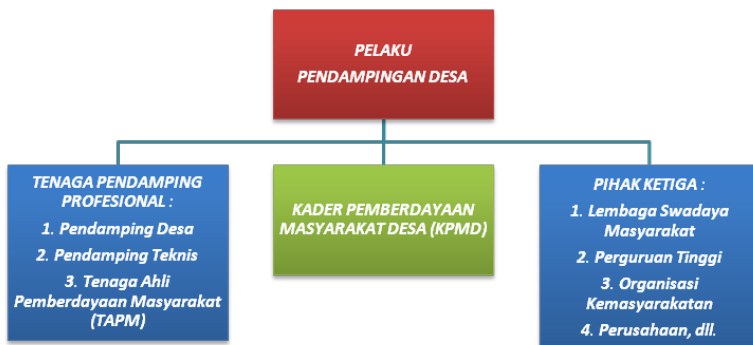 PELAKU
PENDAMPINGAN DESA
TENAGA PENDAMPING
PROFESIONAL :
1. Pendamping Desa
2. Pendamping Teknis
3. Tenaga Ahli
Pemberdayaan Masyarakat
(TAPM)
KADER PEMBERDAYAAN
MASYARAKAT DESA (KPMD)
PIHAK KETIGA :
1. Lembaga Swadaya
Masyarakat
2. Perguruan Tinggi
3. Organisasi
Kemasyarakatan
4. Perusahaan, dll.